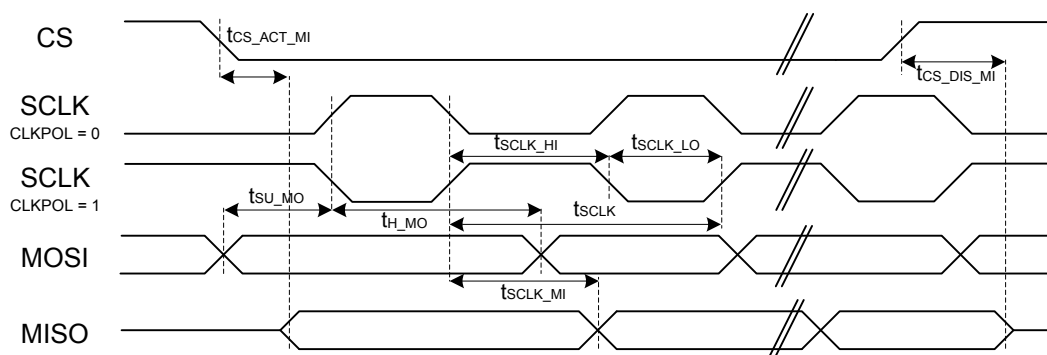 CS
tCS_ACT_MI
tCS_DIS_MI
SCLK
CLKPOL = 0
tSCLK_HI
tSCLK_LO
SCLK
CLKPOL = 1
tSU_MO
tH_MO
tSCLK
MOSI
tSCLK_MI
MISO